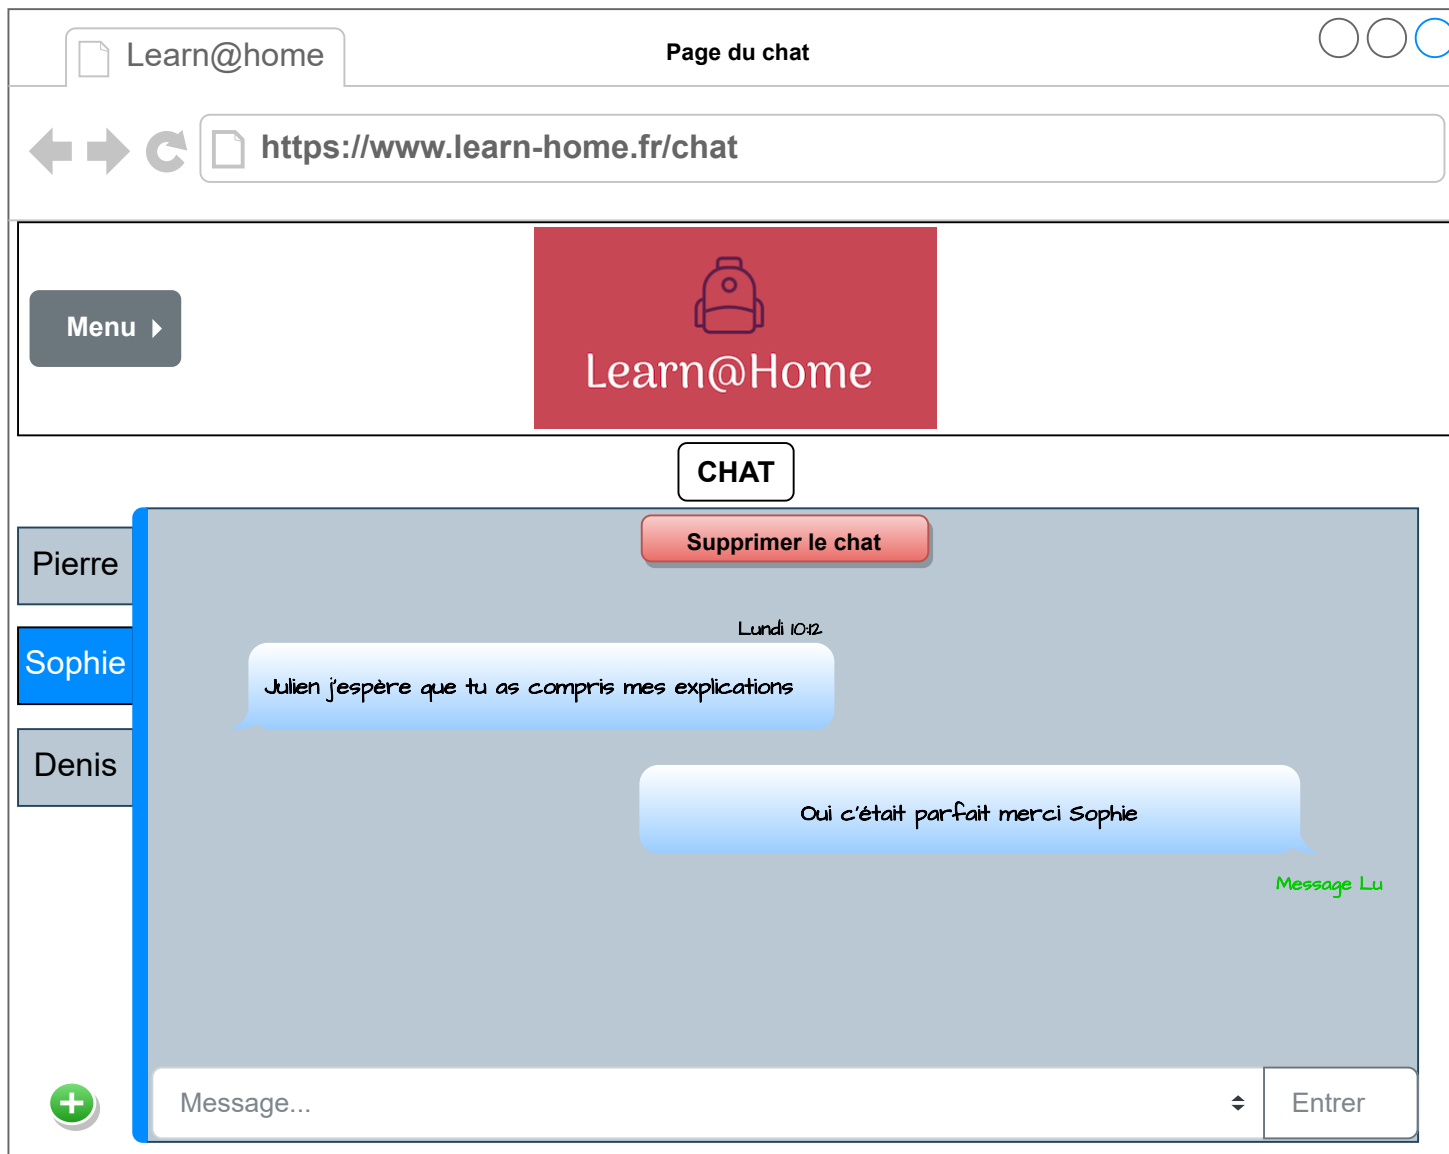 Learn@home
Page du chat
https://www.learn-home.fr/chat
Menu
Learn@Home
CHAT
Supprimer le chat
Pierre
Sophie
Denis
Lundi 10:12
Julien j'espère que tu as compris mes explications
Oui c'était parfait merci Sophie
Message Lu
Message...
Entrer